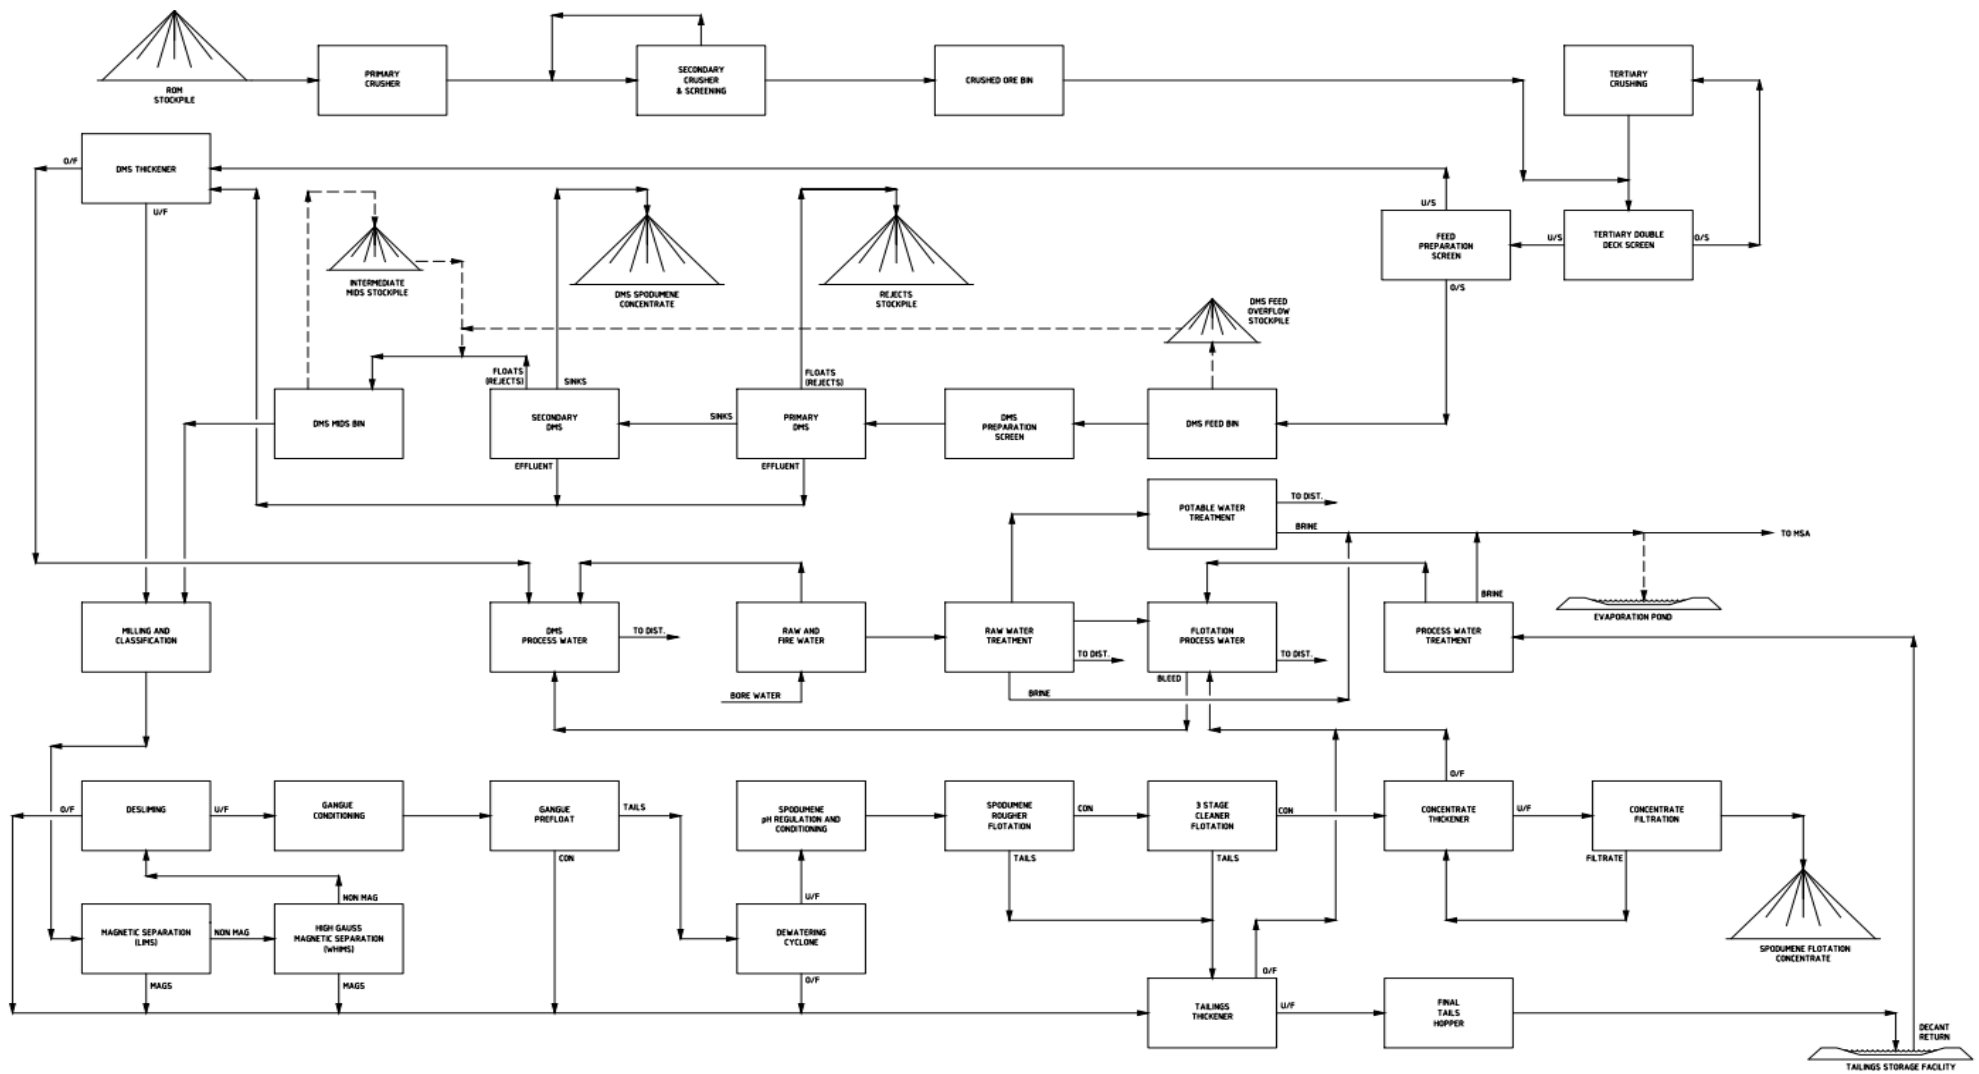 ROM
STOCKPILE
PRIMARY
CRUSHER
SECONDARY
CRUSHER
& SCREENING
CRUSHED ORE BIN
TERTIARY
CRUSHING
O/F
DMS THICKENER
U/F
INTERMEDIATE
MIDS STOCKPILE
DMS SPODUMENE
CONCENTRATE
REJECTS
STOCKPILE
U/S
FEED
PREPARATION
SCREEN
O/S
U/S
TERTIARY DOUBLE
DECK SCREEN
O/S
DMS FEED
OVERFLOW
STOCKPILE
DMS MIDS BIN
FLOATS
(REJECTS)
SINKS
SECONDARY
DMS
EFFLUENT
SINKS
FLOATS
(REJECTS)
PRIMARY
DMS
EFFLUENT
DMS
PREPARATION
SCREEN
DMS FEED BIN
POTABLE WATER
TREATMENT
TO DIST.
BRINE
TO MSA
EVAPORATION POND
MILLING AND
CLASSIFICATION
DMS
PROCESS WATER
TO DIST.
RAW AND
FIRE WATER
BORE WATER
RAW WATER
TREATMENT
TO DIST.
BRINE
FLOTATION
PROCESS WATER
TO DIST.
BLEED
BRINE
PROCESS WATER
TREATMENT
O/F
DESLIMING
U/F
GANGUE
CONDITIONING
GANGUE
PREFLOAT
TAILS
CON
SPODUMENE
pH REGULATION AND
CONDITIONING
SPODUMENE
ROUGHER
FLOTATION
CON
TAILS
3 STAGE
CLEANER
FLOTATION
CON
TAILS
O/F
CONCENTRATE
THICKENER
U/F
CONCENTRATE
FILTRATION
FILTRATE
NON MAG
MAGNETIC SEPARATION
(LIMS)
NON MAG
HIGH GAUSS
MAGNETIC SEPARATION
(WHIMS)
MAGS
MAGS
U/F
DEWATERING
CYCLONE
O/F
SPODUMENE FLOTATION
CONCENTRATE
O/F
TAILINGS
THICKENER
U/F
FINAL
TAILS
HOPPER
DECANT
RETURN
TAILINGS STORAGE FACILITY